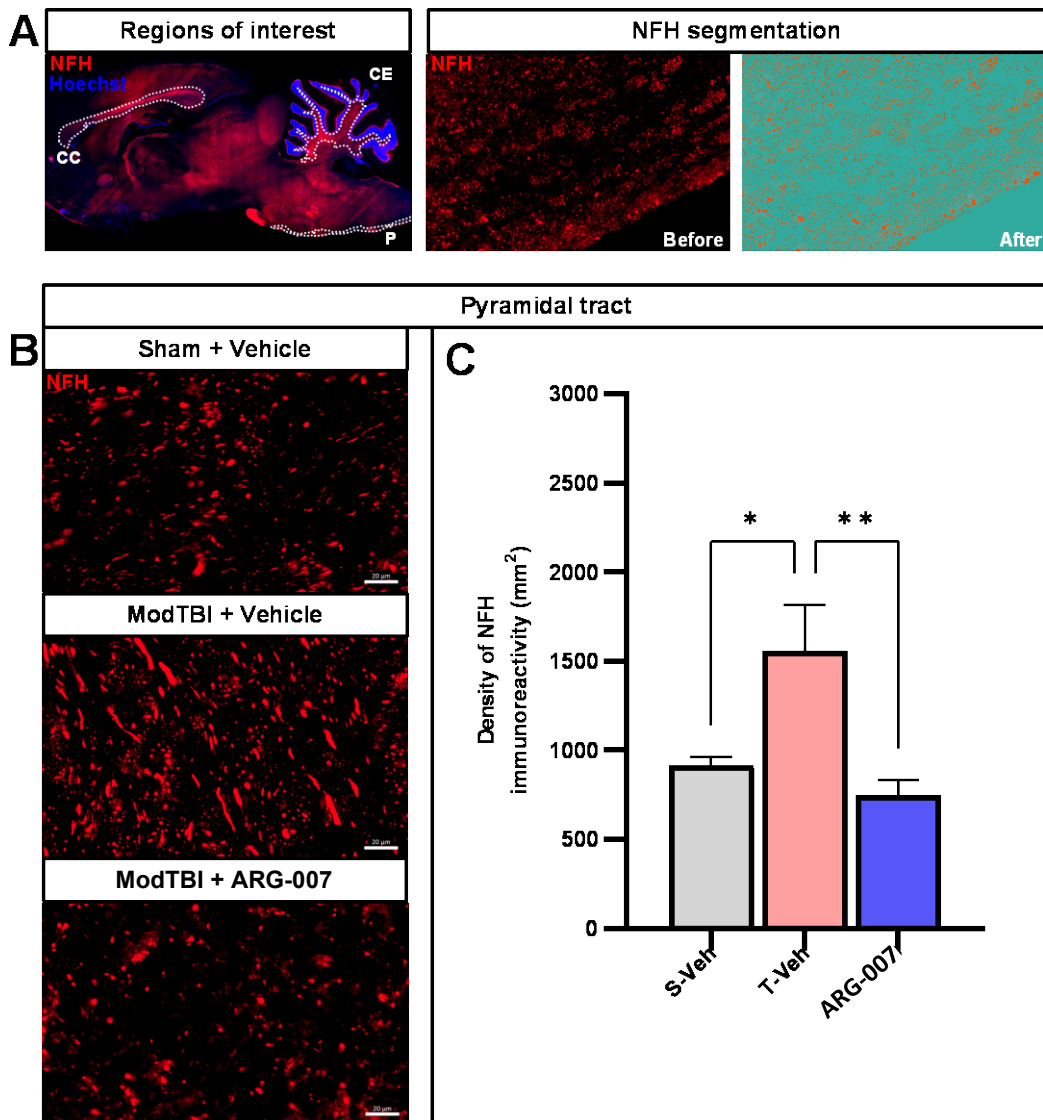 A
Regions of interest
NFH
Hoechst
CE
CC
P
NFH segmentation
NFH
Before
After
Pyramidal tract
B
Sham + Vehicle
NFH
20 µm
ModTBI + Vehicle
20 µm
ModTBI + ARG-007
20 µm
C
Density of NFH
immunoreactivity (mm²)
3000
2500
2000
1500
1000
500
0
*
**
S-Veh
T-Veh
ARG-007